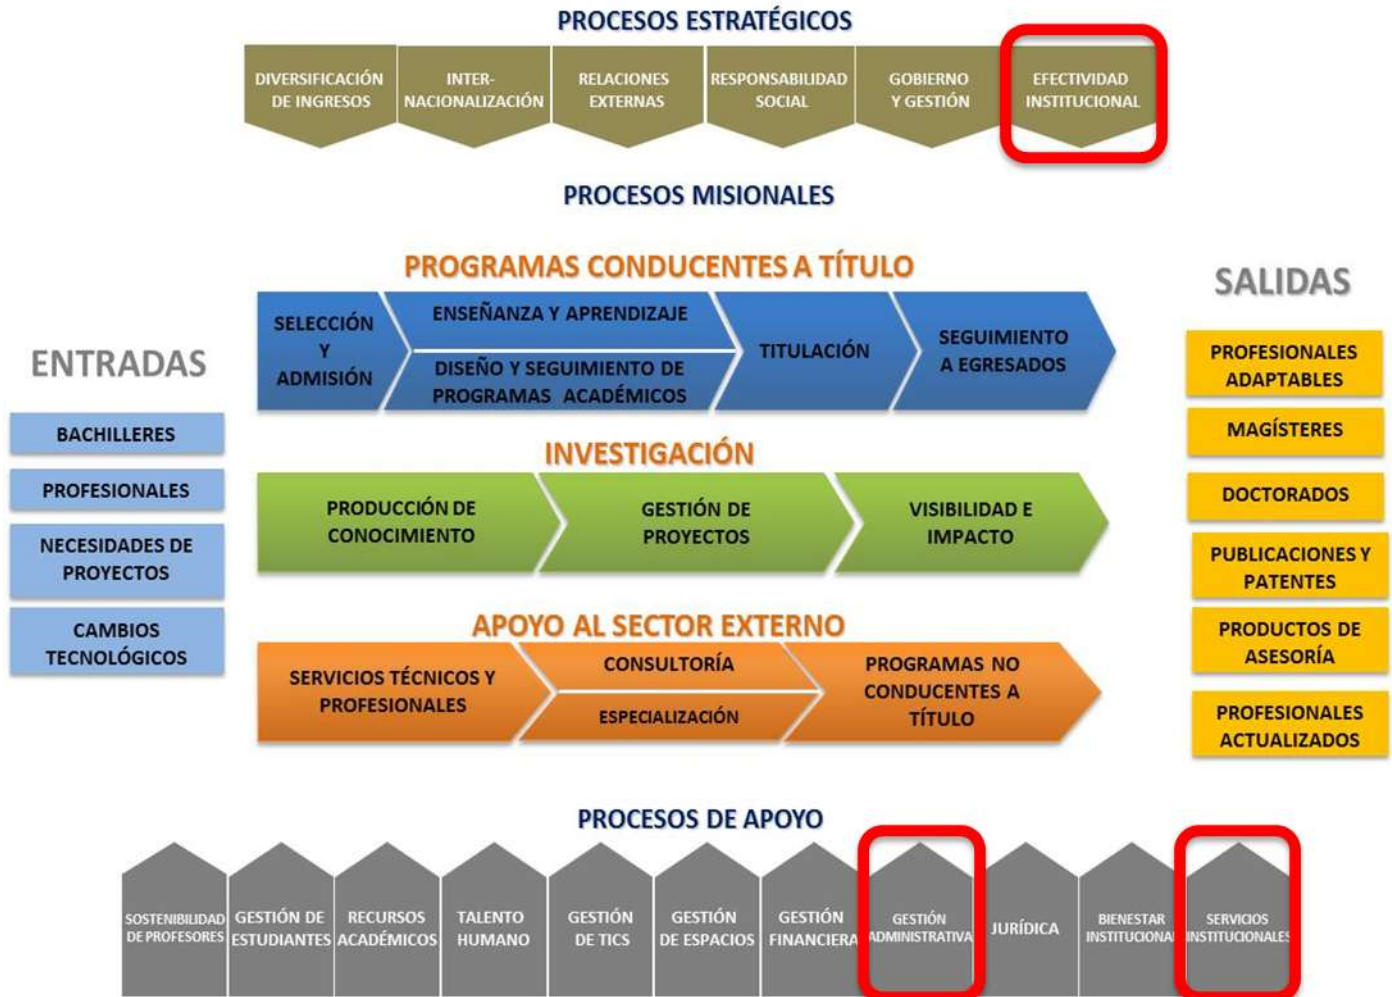 PROCESOS ESTRATÉGICOS
DIVERSIFICACIÓN
DE INGRESOS
INTER-
NACIONALIZACIÓN
RELACIONES
EXTERNAS
RESPONSABILIDAD
SOCIAL
GOBIERNO
Y GESTIÓN
EFECTIVIDAD
INSTITUCIONAL
PROCESOS MISIONALES
ENTRADAS
BACHILLERES
PROFESIONALES
NECESIDADES DE
PROYECTOS
CAMBIOS
TECNOLÓGICOS
PROGRAMAS CONDUCENTES A TÍTULO
SELECCIÓN
Y
ADMISIÓN
ENSEÑANZA Y APRENDIZAJE
DISEÑO Y SEGUIMIENTO DE
PROGRAMAS ACADÉMICOS
TITULACIÓN
SEGUIMIENTO
A EGRESADOS
INVESTIGACIÓN
PRODUCCIÓN DE
CONOCIMIENTO
GESTIÓN DE
PROYECTOS
VISIBILIDAD E
IMPACTO
APOYO AL SECTOR EXTERNO
SERVICIOS TÉCNICOS Y
PROFESIONALES
CONSULTORÍA
ESPECIALIZACIÓN
PROGRAMAS NO
CONDUCENTES A
TÍTULO
SALIDAS
PROFESIONALES
ADAPTABLES
MAGÍSTERES
DOCTORADOS
PUBLICACIONES Y
PATENTES
PRODUCTOS DE
ASESORÍA
PROFESIONALES
ACTUALIZADOS
PROCESOS DE APOYO
SOSTENIBILIDAD
DE PROFESORES
GESTIÓN DE
ESTUDIANTES
RECURSOS
ACADÉMICOS
TALENTO
HUMANO
GESTIÓN
DE TICS
GESTIÓN
DE ESPACIOS
GESTIÓN
FINANCIERA
GESTIÓN
ADMINISTRATIVA
JURÍDICA
BIENESTAR
INSTITUCIONAL
SERVICIOS
INSTITUCIONALES